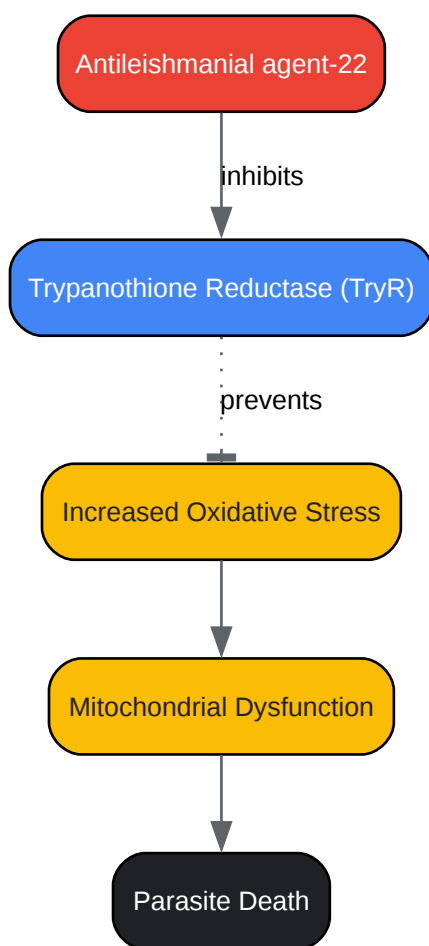 Antileishmanial agent-22
inhibits
Trypanothione Reductase (TryR)
prevents
Increased Oxidative Stress
Mitochondrial Dysfunction
Parasite Death